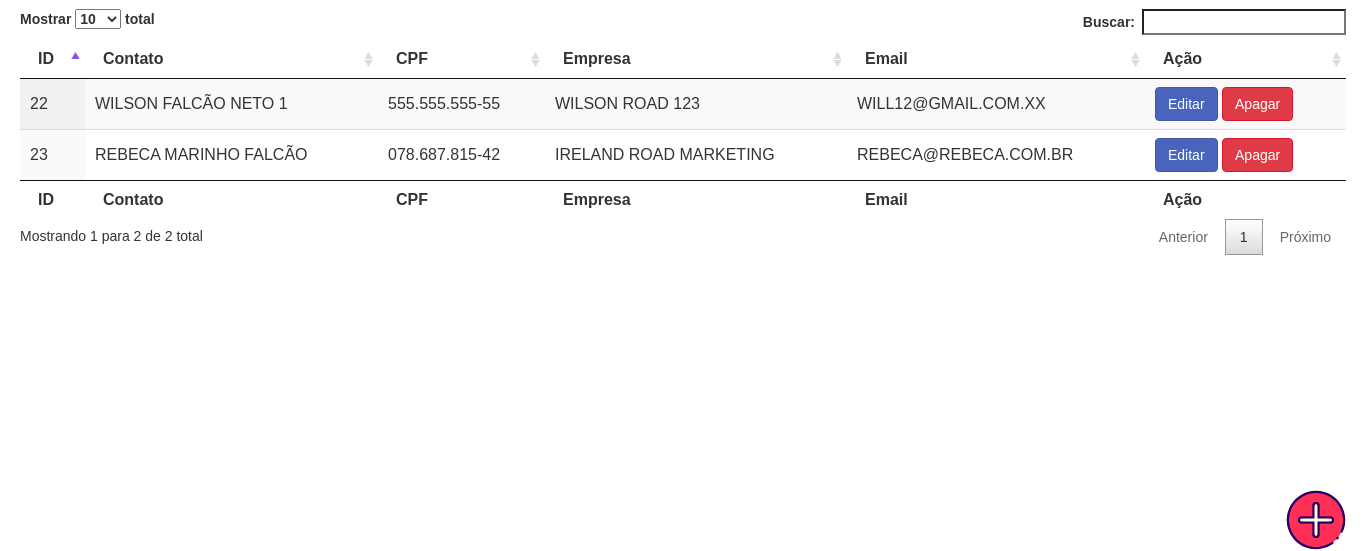 Mostrar 10 total
Buscar:
ID Contato CPF Empresa Email Ação
22 WILSON FALCÃO NETO 1 555.555.555-55 WILSON ROAD 123 WILL12@GMAIL.COM.XX Editar Apagar
23 REBECA MARINHO FALCÃO 078.687.815-42 IRELAND ROAD MARKETING REBECA@REBECA.COM.BR Editar Apagar
ID Contato CPF Empresa Email Ação
Mostrando 1 para 2 de 2 total
Anterior 1 Próximo